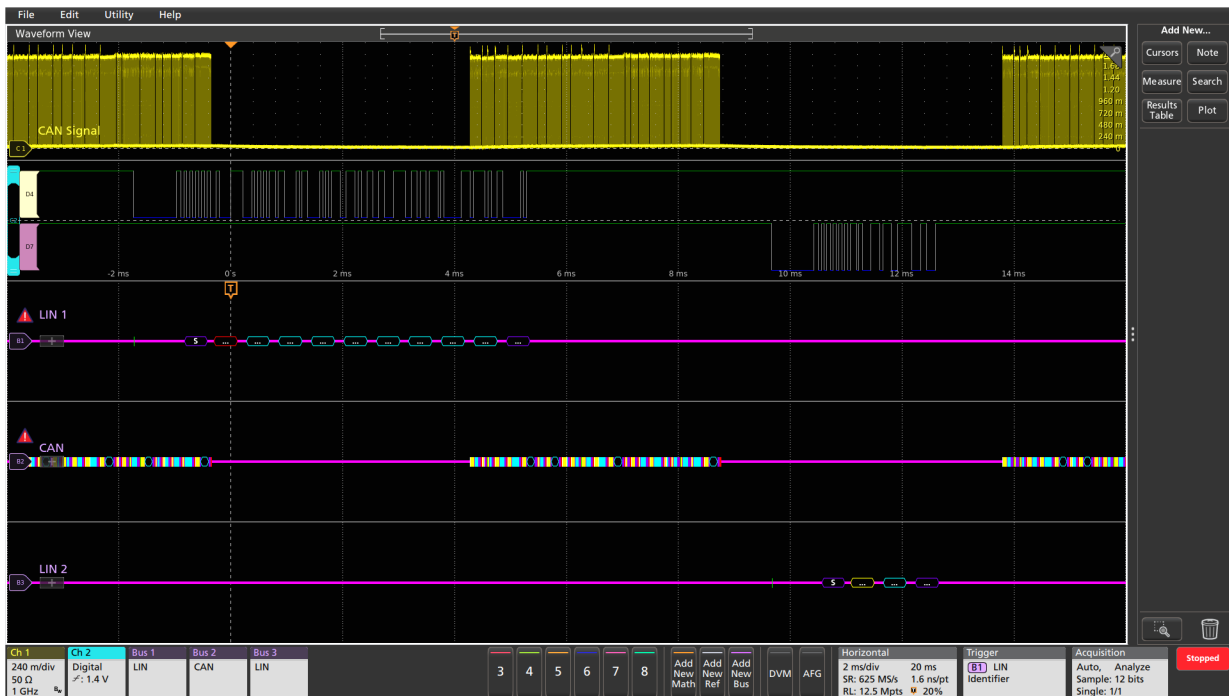 File Edit Utility Help
Waveform View
Add New...
Cursors Note
Measure Search
Results Table Plot
1.44
1.20
960 m
720 m
480 m
240 m
0
CAN Signal
C1
D4
D7
-2 ms 0 s 2 ms 4 ms 6 ms 8 ms 10 ms 12 ms 14 ms
T
LIN 1
B1 S ... ... ... ... ... ... ... ... ... ...
CAN
B2
LIN 2
B3 S ... ... ...
Ch 1
240 m/div
50 Ω
1 GHz
Ch 2
Digital
: 1.4 V
Bus 1
LIN
Bus 2
CAN
Bus 3
LIN
3 4 5 6 7 8
Add New Math
Add New Ref
Add New Bus
DVM AFG
Horizontal
2 ms/div 20 ms
SR: 625 MS/s 1.6 ns/pt
RL: 12.5 Mpts 20%
Trigger
B1 LIN
Identifier
Acquisition
Auto, Analyze
Sample: 12 bits
Single: 1/1
Stopped